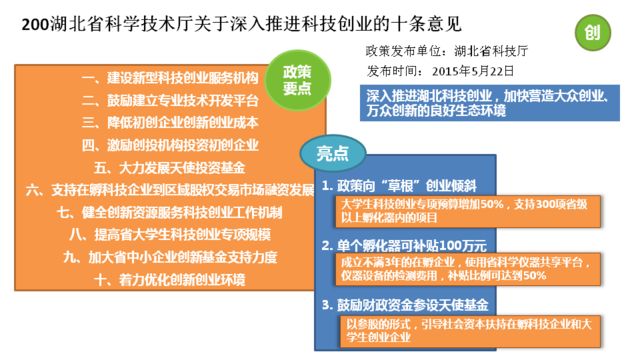 200湖北省科学技术厅关于深入推进科技创业的十条意见
创
政策发布单位：湖北省科技厅
发布时间： 2015年5月22日
深入推进湖北科技创业，加快营造大众创业、
万众创新的良好生态环境
政策
要点
一、建设新型科技创业服务机构
二、鼓励建立专业技术开发平台
三、降低初创企业创新创业成本
四、激励创投机构投资初创企业
五、大力发展天使投资基金
六、支持在孵科技企业到区域股权交易市场融资发展
七、健全创新资源服务科技创业工作机制
八、提高省大学生科技创业专项规模
九、加大省中小企业创新基金支持力度
十、着力优化创新创业环境
亮点
1. 政策向“草根”创业倾斜
大学生科技创业专项预算增加50%，支持300项省级
以上孵化器内的项目
2. 单个孵化器可补贴100万元
成立不满3年的在孵企业，使用省科学仪器共享平台，
仪器设备的检测费用，补贴比例可达到50%
3. 鼓励财政资金参设天使基金
以参股的形式，引导社会资本扶持在孵科技企业和大
学生创业企业